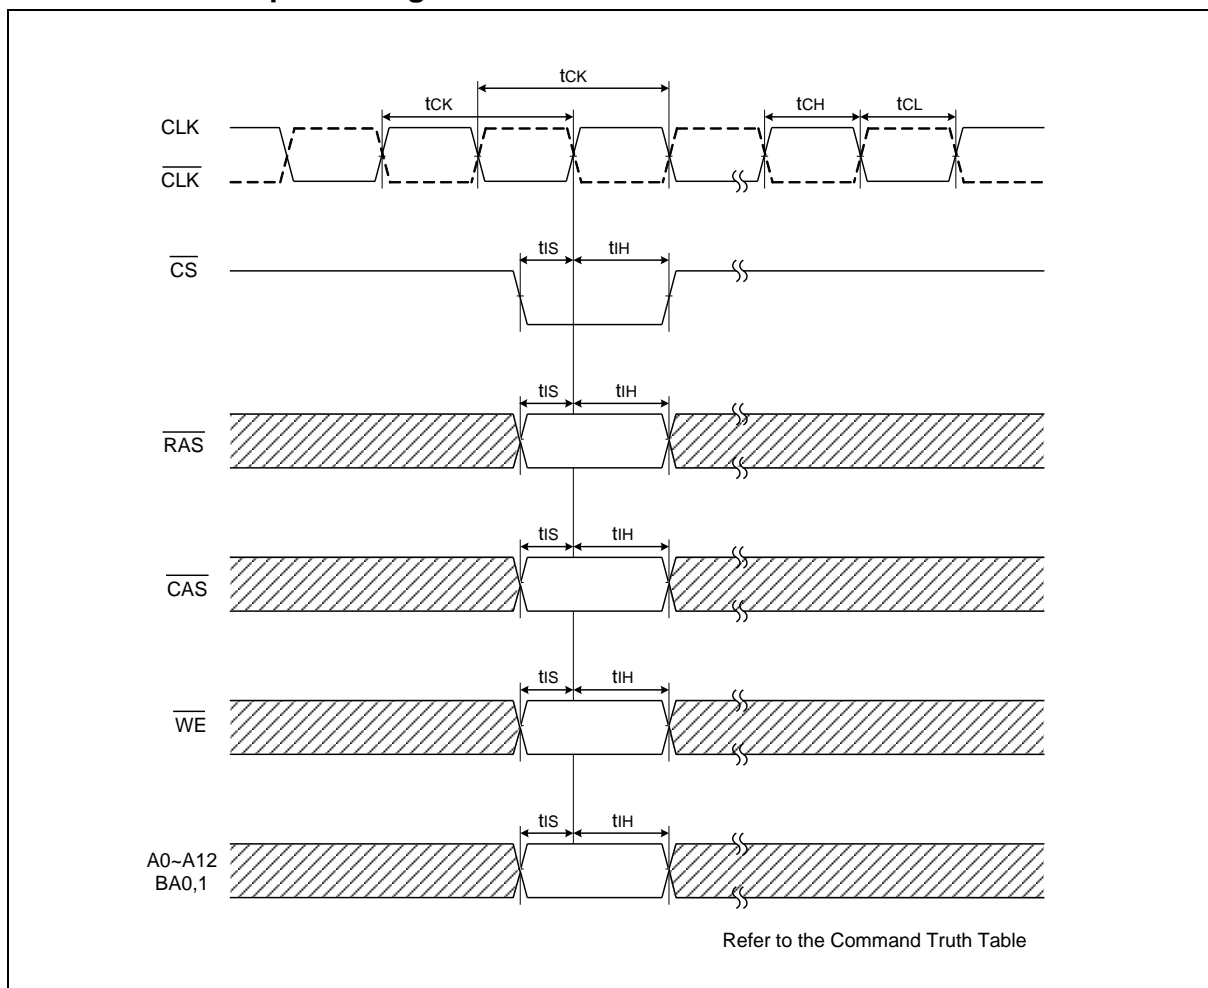 tCK
tCK
tCH
tCL
CLK
CLK
tIS
tIH
CS
tIS
tIH
RAS
tIS
tIH
CAS
tIS
tIH
WE
tIS
tIH
A0~A12
BA0,1
Refer to the Command Truth Table